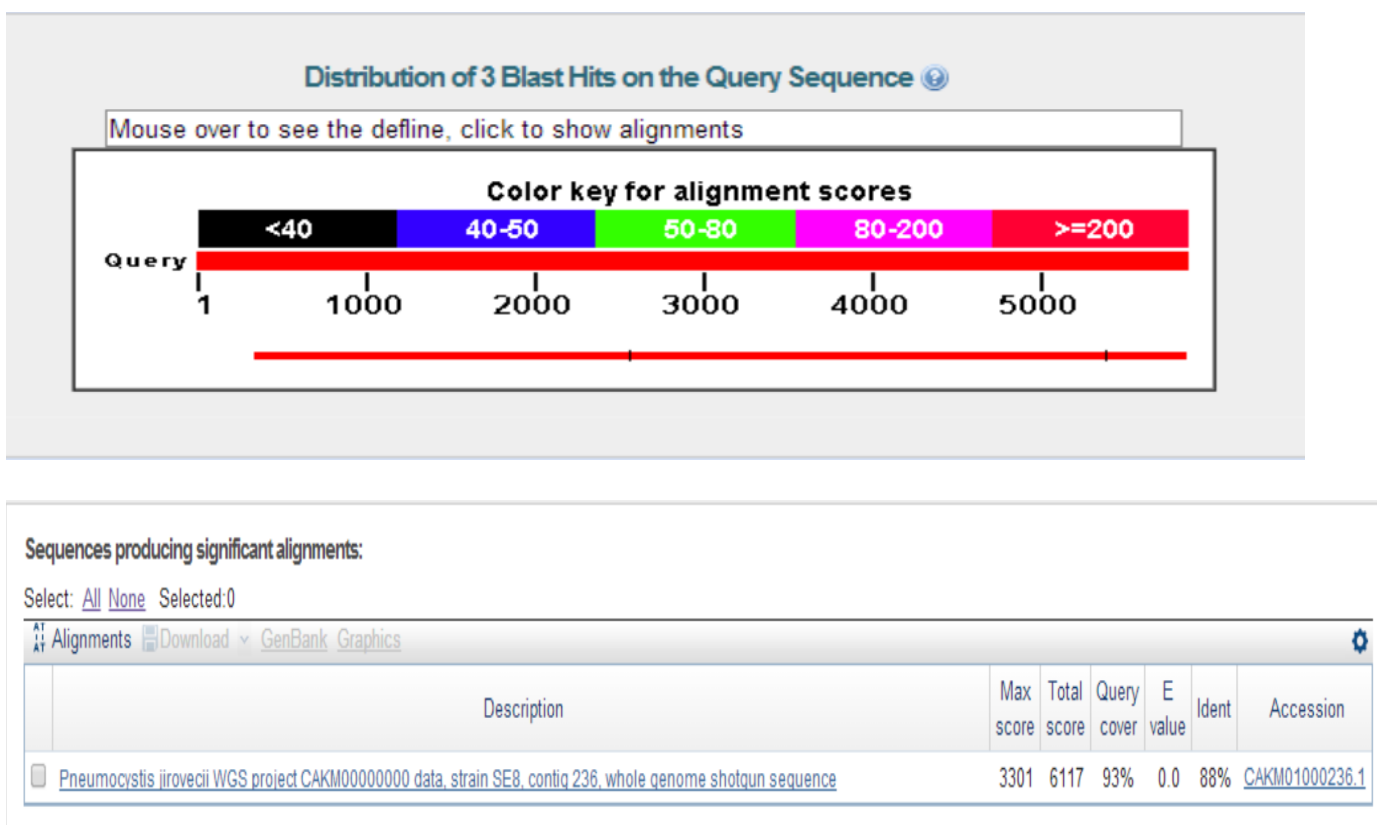 Distribution of 3 Blast Hits on the Query Sequence
Mouse over to see the defline, click to show alignments
Color key for alignment scores
<40 40-50 50-80 80-200 >=200
Query
1 1000 2000 3000 4000 5000
Sequences producing significant alignments:
Select: All None Selected:0
Alignments Download GenBank Graphics
Description Max score Total score Query cover E value Ident Accession
Pneumocystis jirovecii WGS project CAKM00000000 data, strain SE8, contig 236, whole genome shotgun sequence 3301 6117 93% 0.0 88% CAKM01000236.1